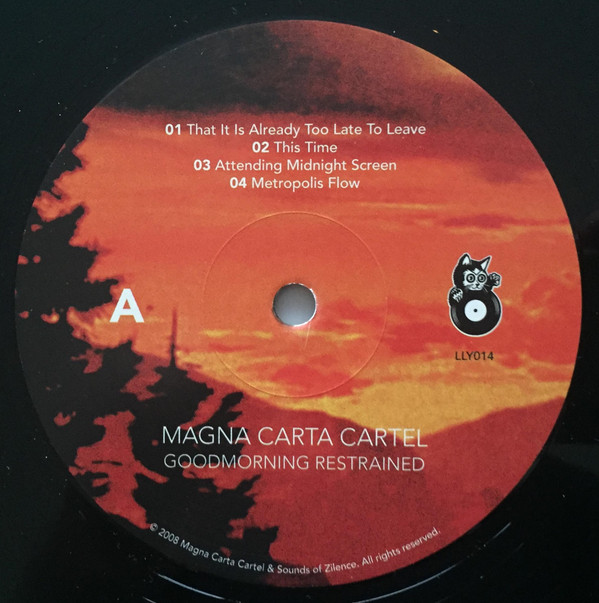 01 That It Is Already Too Late To Leave
02 This Time
03 Attending Midnight Screen
04 Metropolis Flow
A
LLY014
MAGNA CARTA CARTEL
GOODMORNING RESTRAINED
© 2008 Magna Carta Cartel & Sounds of Zilence. All rights reserved.